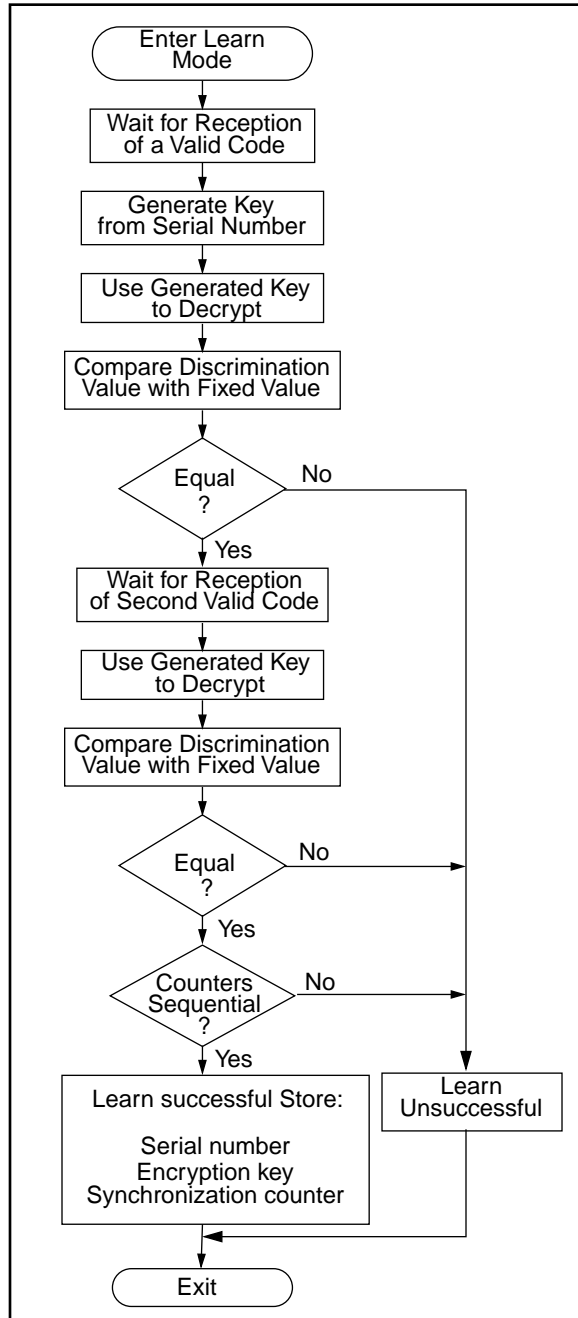 Enter Learn
Mode
Wait for Reception
of a Valid Code
Generate Key
from Serial Number
Use Generated Key
to Decrypt
Compare Discrimination
Value with Fixed Value
Equal
?
No
Yes
Wait for Reception
of Second Valid Code
Use Generated Key
to Decrypt
Compare Discrimination
Value with Fixed Value
Equal
?
No
Yes
Counters
Sequential
?
No
Yes
Learn successful Store:
Serial number
Encryption key
Synchronization counter
Learn
Unsuccessful
Exit